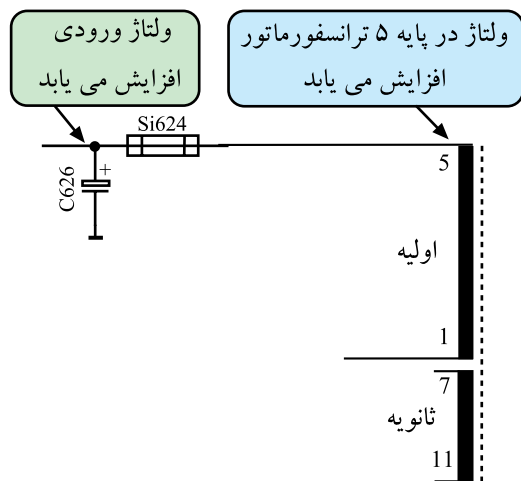 ولتاژ ورودی
افزایش می یابد
ولتاژ در پایه ۵ ترانسفورماتور
افزایش می یابد
Si624
+
C626
5
اولیه
1
7
ثانویه
11